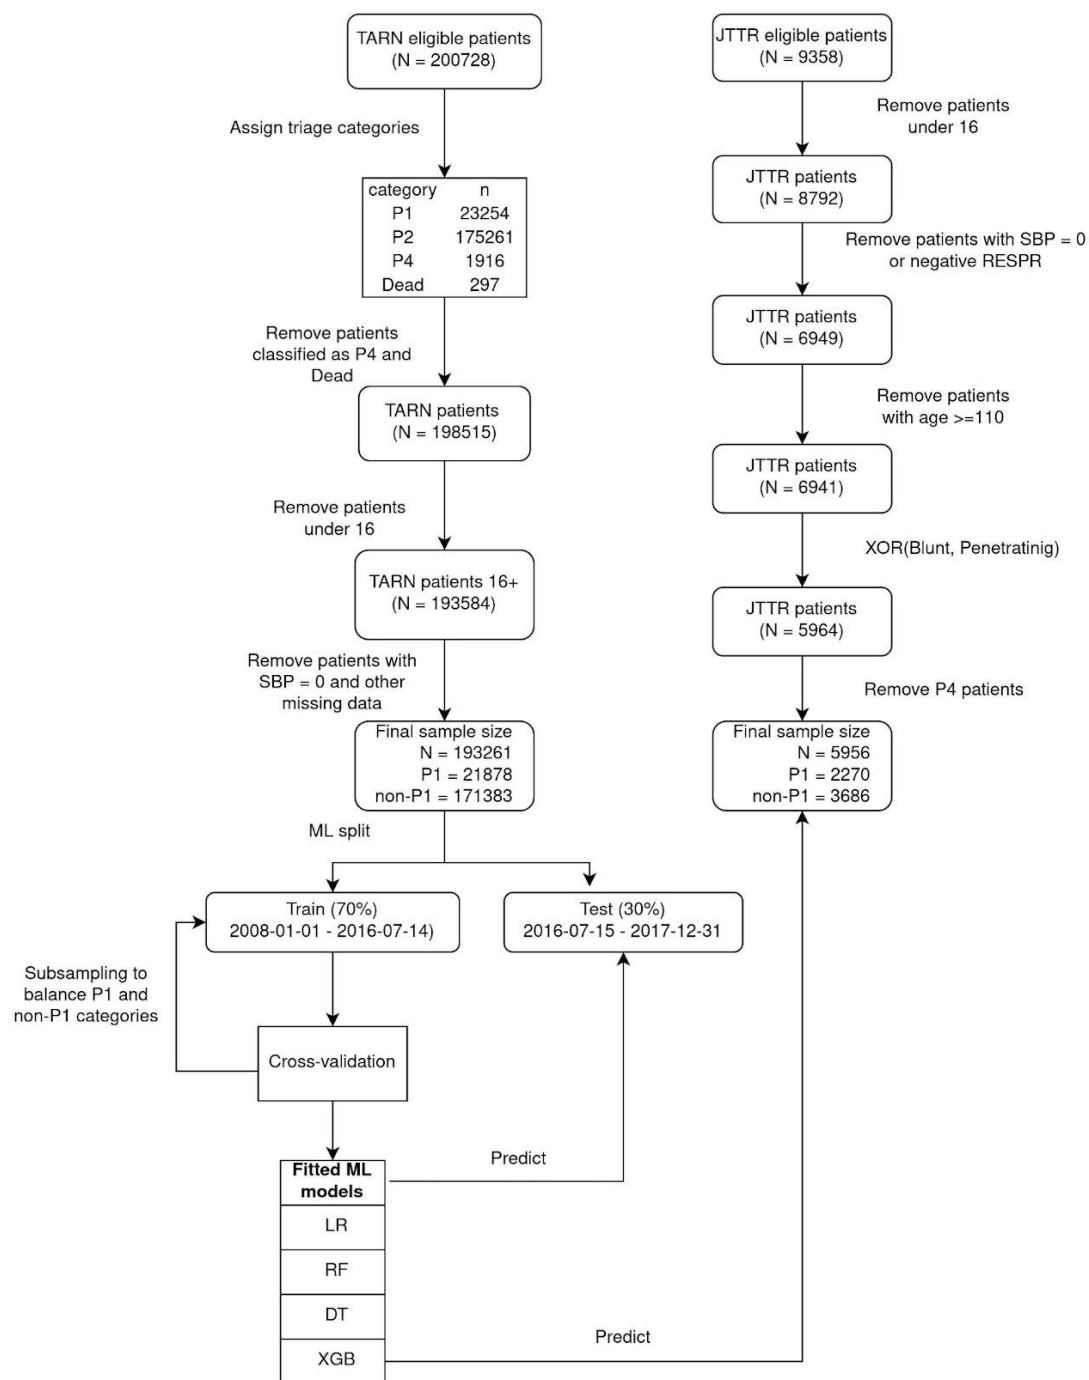 TARN eligible patients
(N = 200728)
Assign triage categories
category n
P1 23254
P2 175261
P4 1916
Dead 297
Remove patients
classified as P4 and
Dead
TARN patients
(N = 198515)
Remove patients
under 16
TARN patients 16+
(N = 193584)
Remove patients with
SBP = 0 and other
missing data
Final sample size
N = 193261
P1 = 21878
non-P1 = 171383
ML split
Train (70%)
2008-01-01 - 2016-07-14)
Test (30%)
2016-07-15 - 2017-12-31
Subsampling to
balance P1 and
non-P1 categories
Cross-validation
Fitted ML
models
LR
RF
DT
XGB
Predict
Predict
JTTR eligible patients
(N = 9358)
Remove patients
under 16
JTTR patients
(N = 8792)
Remove patients with SBP = 0
or negative RESPR
JTTR patients
(N = 6949)
Remove patients
with age >=110
JTTR patients
(N = 6941)
XOR(Blunt, Penetratinig)
JTTR patients
(N = 5964)
Remove P4 patients
Final sample size
N = 5956
P1 = 2270
non-P1 = 3686